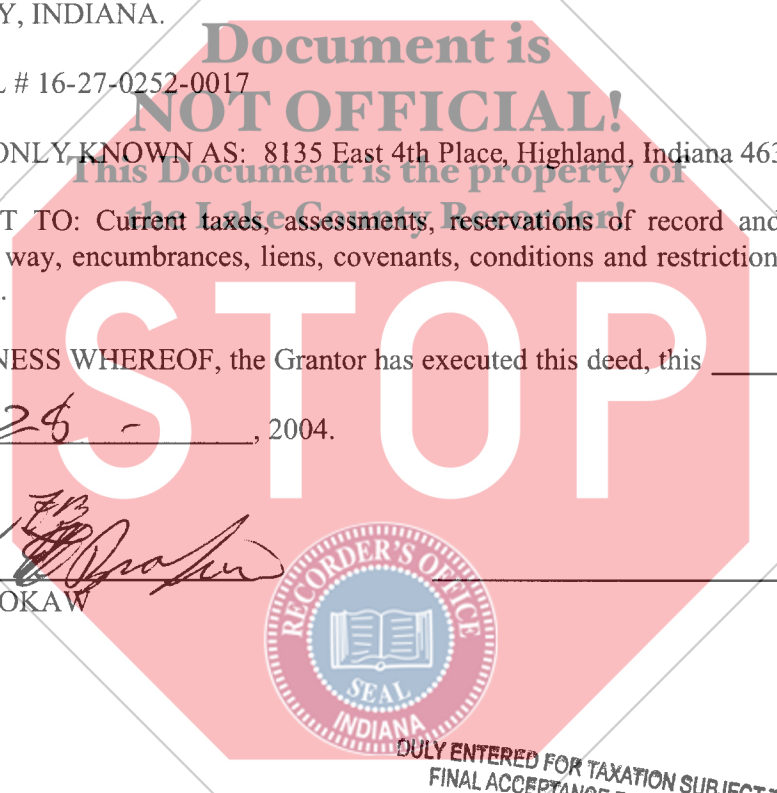 Y, INDIANA.
Document is
L # 16-27-0252-0017
NOT OFFICIAL!
ONLY KNOWN AS: 8135 East 4th Place, Highland, Indiana 463
This Document is the property of
T TO: Current taxes, assessments, reservations of record and
the Lake County Recorder!
way, encumbrances, liens, covenants, conditions and restriction
.
NESS WHEREOF, the Grantor has executed this deed, this
28 - , 2004.
STOP
OKAW
RECORDER'S OFFICE
SEAL
INDIANA
DULY ENTERED FOR TAXATION SUBJECT T
FINAL ACCEPTANCE F